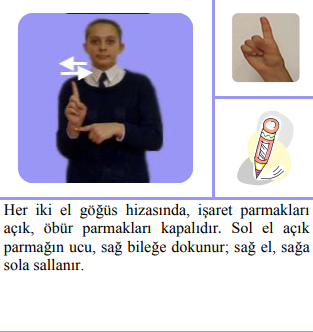 Her iki el göğüs hizasında, işaret parmakları
açık, öbür parmakları kapalıdır. Sol el açık
parmağın ucu, sağ bileğe dokunur; sağ el, sağa
sola sallanır.